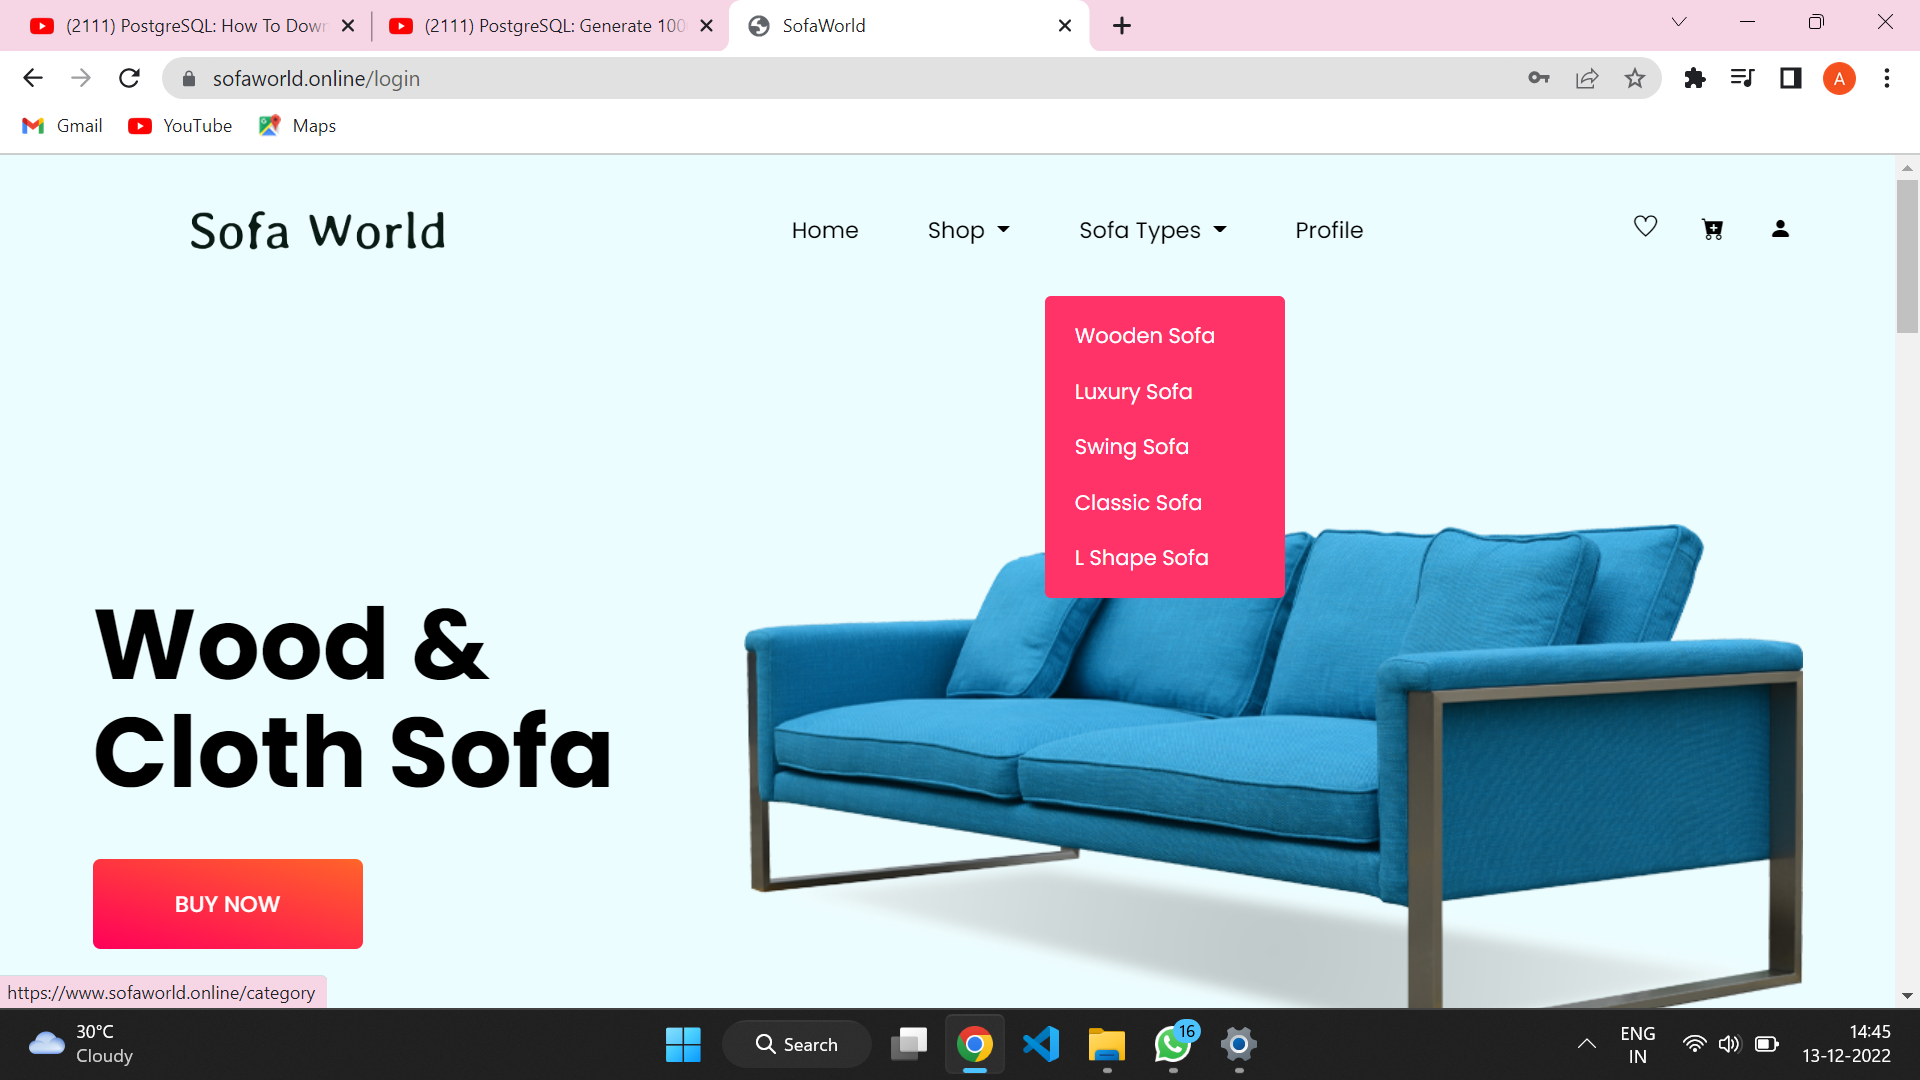 (2111) PostgreSQL: How To Dow
(2111) PostgreSQL: Generate 100
SofaWorld
sofaworld.online/login
A
Gmail
YouTube
Maps
Sofa World
Home
Shop
Sofa Types
Profile
Wooden Sofa
Luxury Sofa
Swing Sofa
Classic Sofa
L Shape Sofa
Wood &
Cloth Sofa
BUY NOW
https://www.sofaworld.online/category
30°C
Cloudy
Search
16
ENG
IN
14:45
13-12-2022